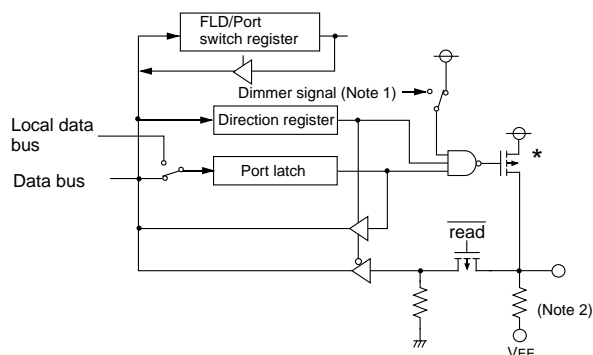 FLD/Port
switch register
Dimmer signal (Note 1)
Local data
bus
Direction register
Data bus
Port latch
*
read
(Note 2)
VEE